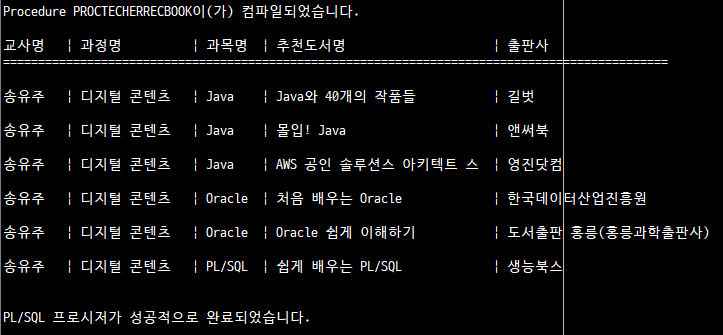 Procedure PROCTECHERRECBOOK이(가) 컴파일되었습니다.
교사명 ¦ 과정명 ¦ 과목명 ¦ 추천도서명 ¦ 출판사
===============================================================================================
송유주 ¦ 디지털 콘텐츠 ¦ Java ¦ Java와 40개의 작품들 ¦ 길벗
송유주 ¦ 디지털 콘텐츠 ¦ Java ¦ 몰입! Java ¦ 앤써북
송유주 ¦ 디지털 콘텐츠 ¦ Java ¦ AWS 공인 솔루션스 아키텍트 스 ¦ 영진닷컴
송유주 ¦ 디지털 콘텐츠 ¦ Oracle ¦ 처음 배우는 Oracle ¦ 한국데이터산업진흥원
송유주 ¦ 디지털 콘텐츠 ¦ Oracle ¦ Oracle 쉽게 이해하기 ¦ 도서출판 홍릉(홍릉과학출판사)
송유주 ¦ 디지털 콘텐츠 ¦ PL/SQL ¦ 쉽게 배우는 PL/SQL ¦ 생능북스
PL/SQL 프로시저가 성공적으로 완료되었습니다.